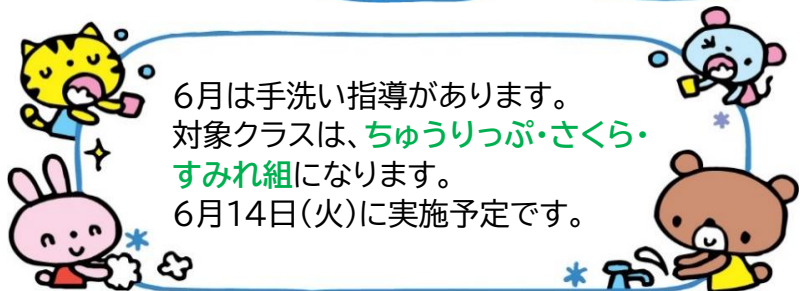 6月は手洗い指導があります。
対象クラスは、ちゅうりっぷ・さくら・
すみれ組になります。
6月14日(火)に実施予定です。